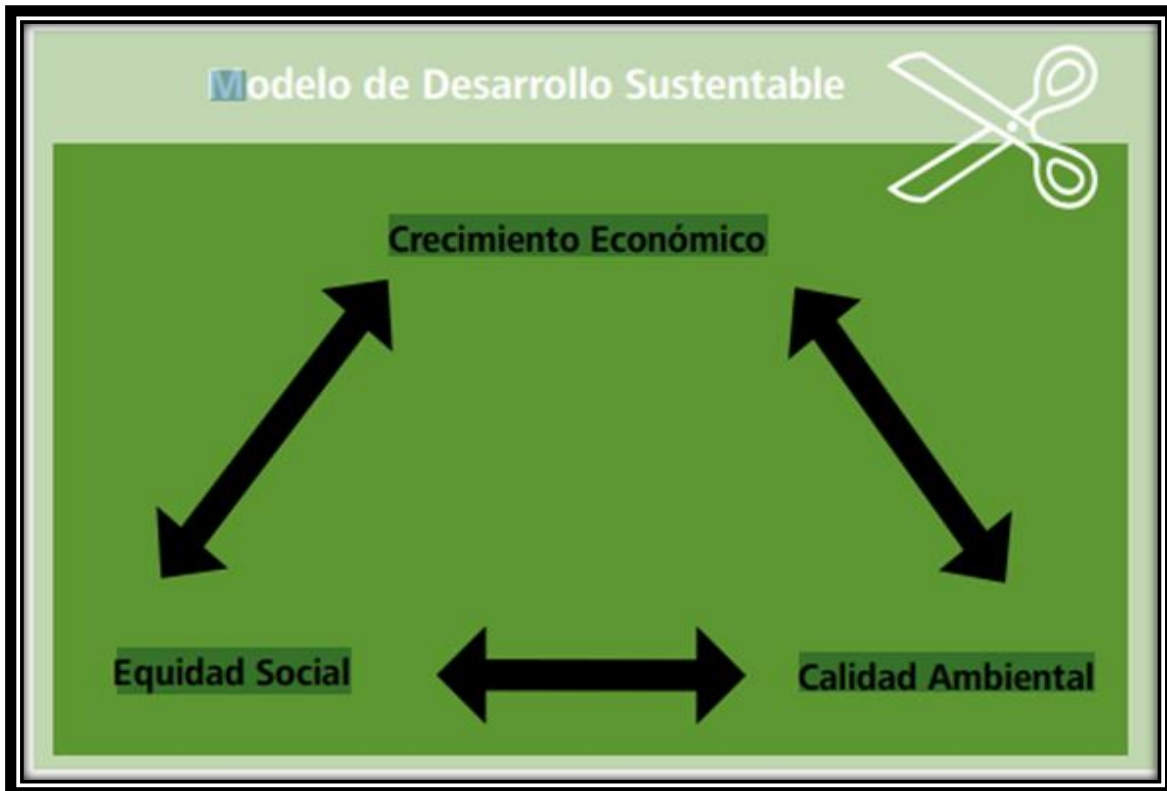 Modelo de Desarrollo Sustentable
Crecimiento Económico
Equidad Social
Calidad Ambiental